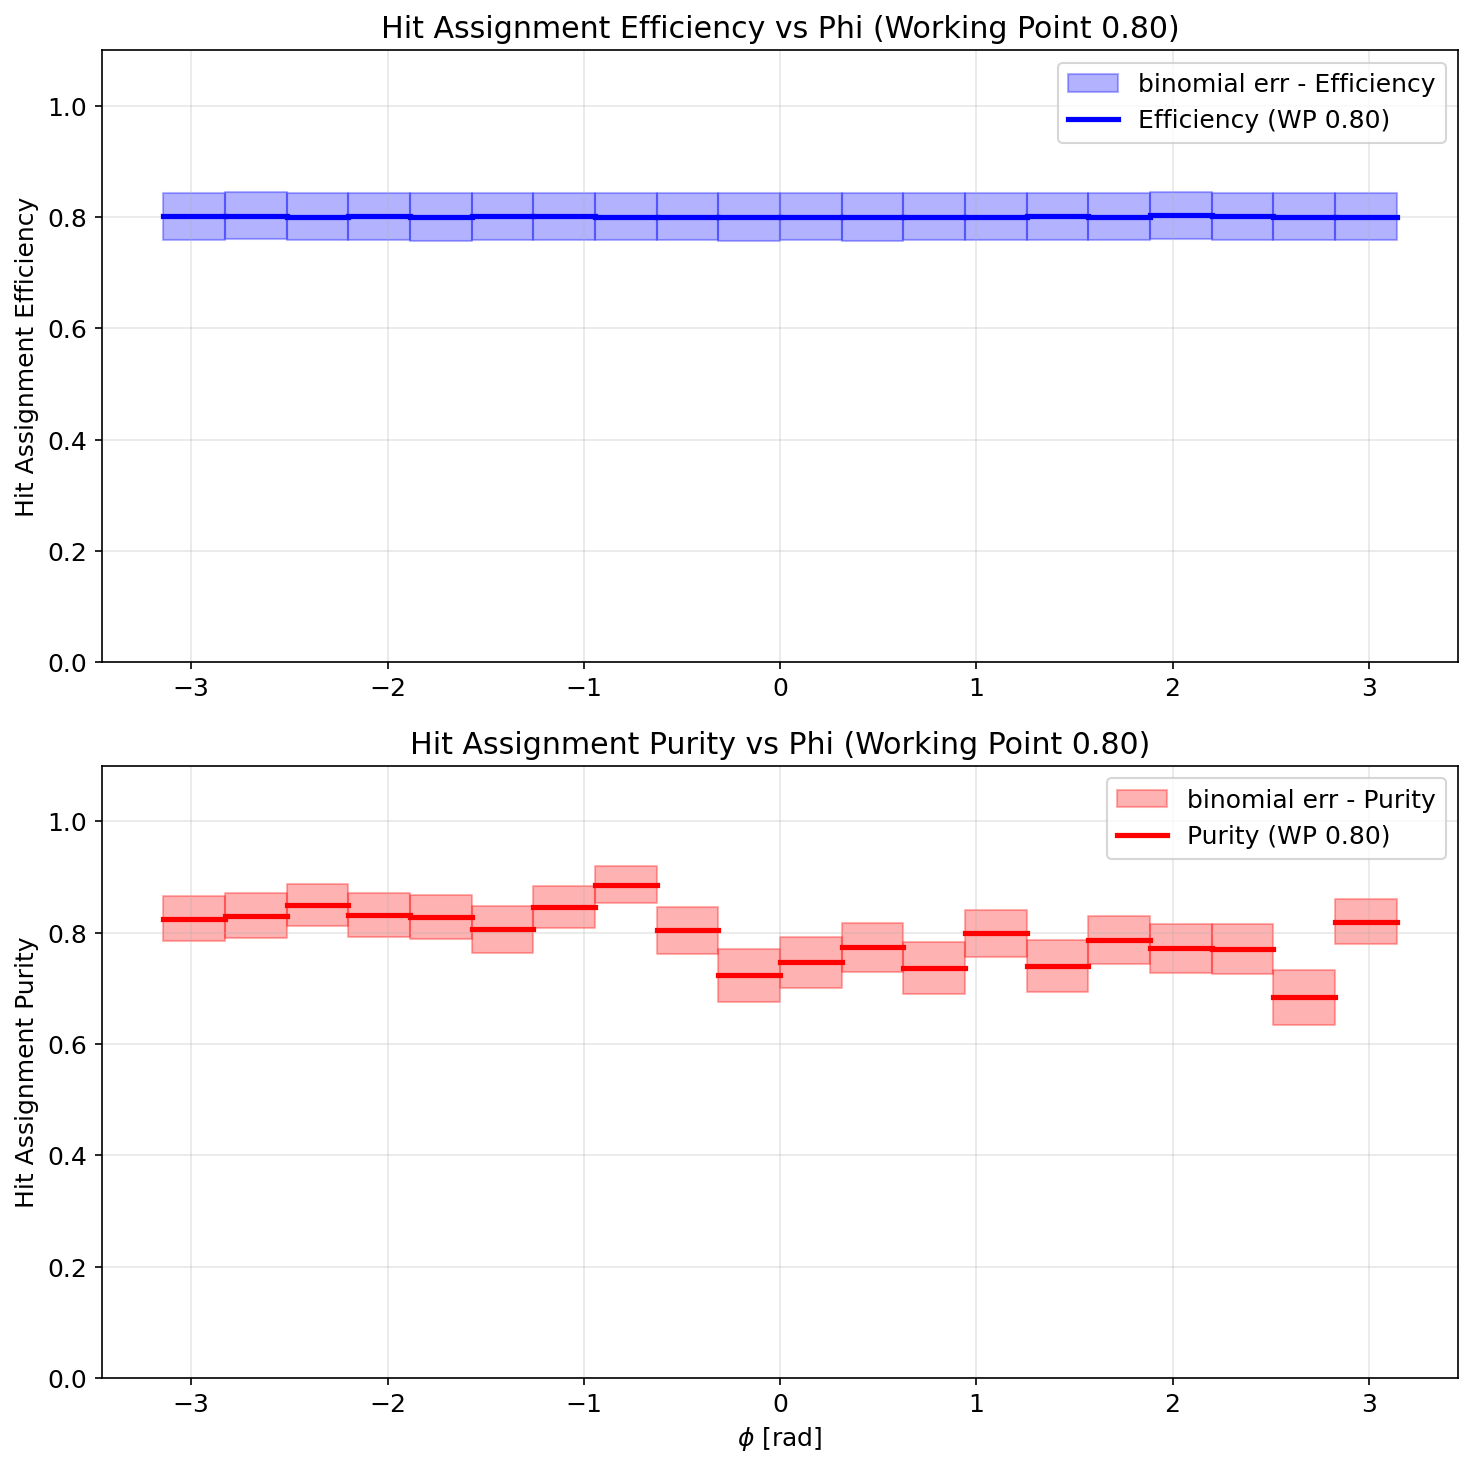 Hit Assignment Efficiency vs Phi (Working Point 0.80)
binomial err - Efficiency
Efficiency (WP 0.80)
Hit Assignment Efficiency
1.0
0.8
0.6
0.4
0.2
0.0
−3
−2
−1
0
1
2
3
Hit Assignment Purity vs Phi (Working Point 0.80)
binomial err - Purity
Purity (WP 0.80)
Hit Assignment Purity
1.0
0.8
0.6
0.4
0.2
0.0
−3
−2
−1
0
1
2
3
ϕ [rad]